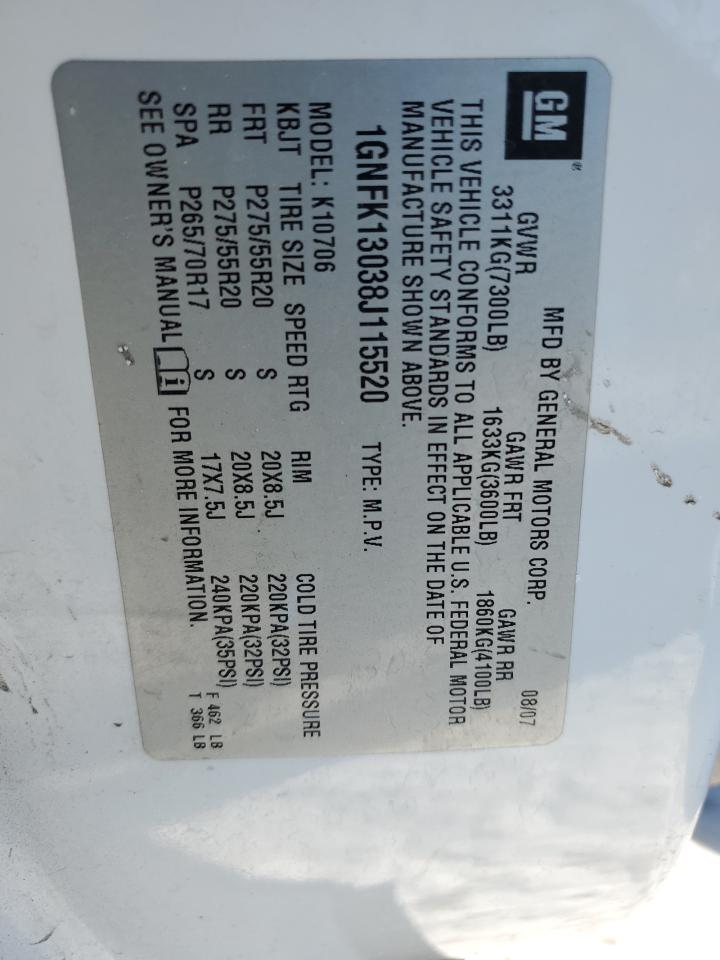 GM®
MFD BY GENERAL MOTORS CORP. 08/07
GVWR GAWR FRT GAWR RR
3311KG(7300LB) 1633KG(3600LB) 1860KG(4100LB)
THIS VEHICLE CONFORMS TO ALL APPLICABLE U.S. FEDERAL MOTOR
VEHICLE SAFETY STANDARDS IN EFFECT ON THE DATE OF
MANUFACTURE SHOWN ABOVE.
1GNFK13038J115520 TYPE: M.P.V.
MODEL: K10706
KBJT TIRE SIZE SPEED RTG RIM COLD TIRE PRESSURE
FRT P275/55R20 S 20X8.5J 220KPA(32PSI)
RR P275/55R20 S 20X8.5J 220KPA(32PSI)
SPA P265/70R17 S 17X7.5J 240KPA(35PSI)
SEE OWNER'S MANUAL i FOR MORE INFORMATION.
F 462 LB
T 366 LB